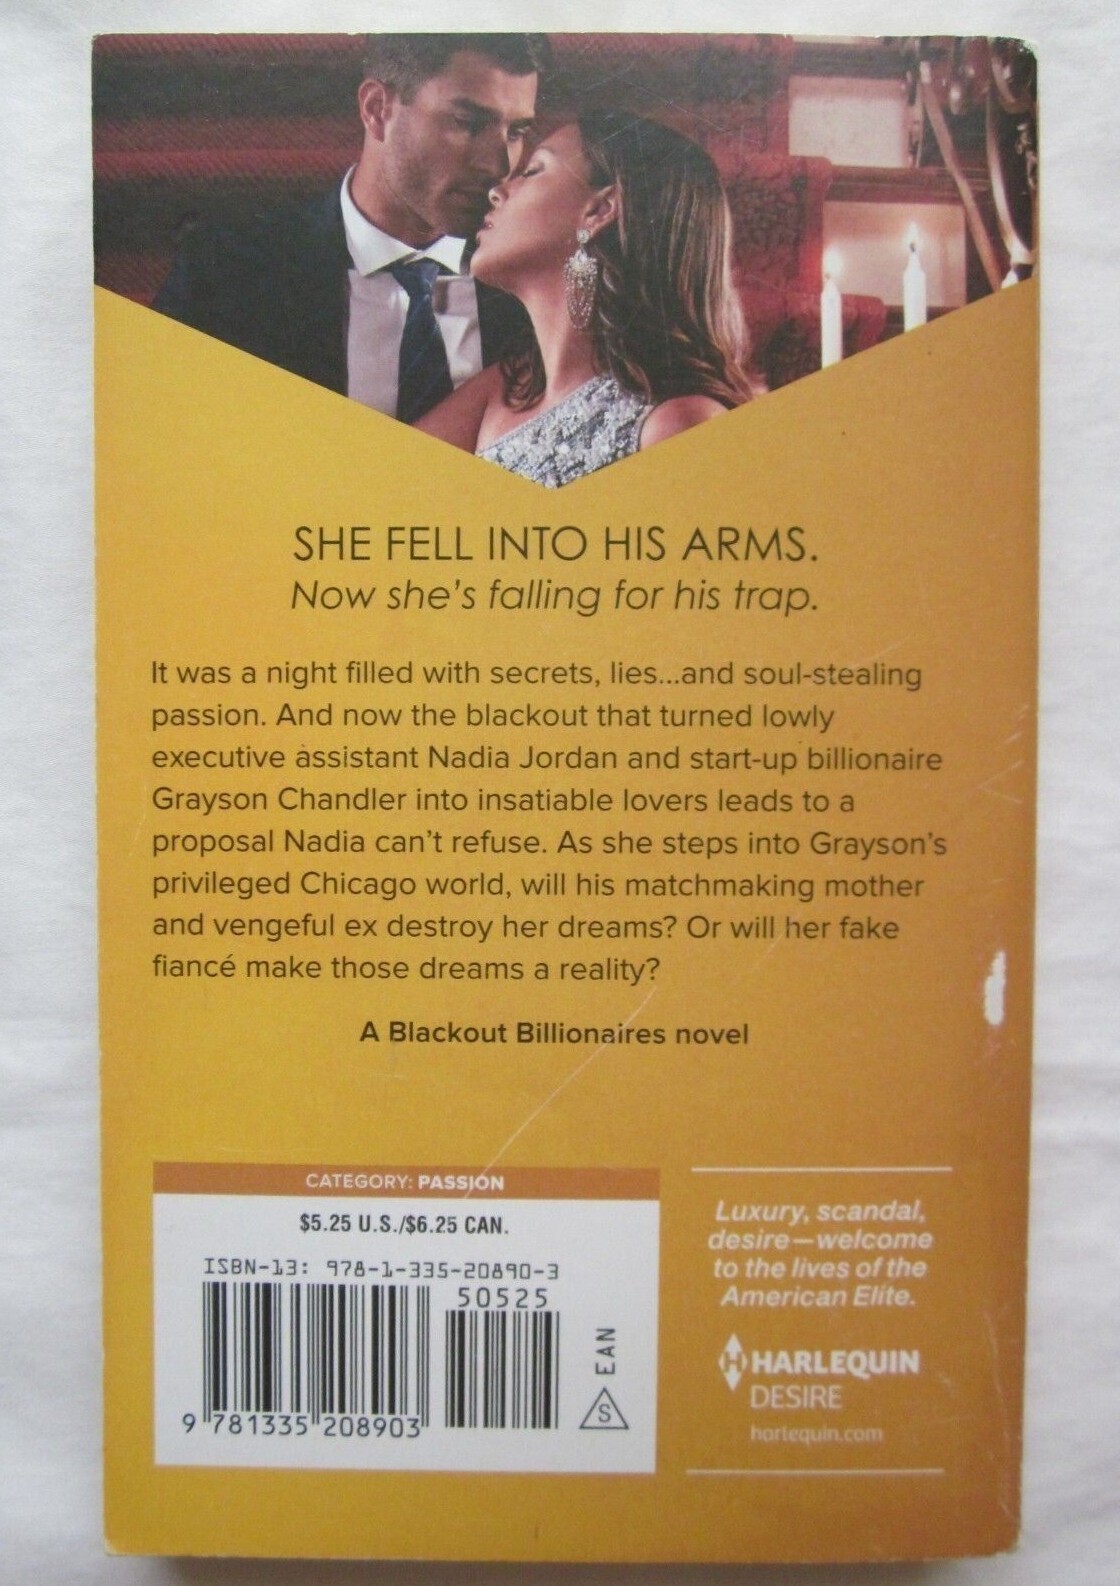 SHE FELL INTO HIS ARMS.
Now she's falling for his trap.
It was a night filled with secrets, lies...and soul-stealing
passion. And now the blackout that turned lowly
executive assistant Nadia Jordan and start-up billionaire
Grayson Chandler into insatiable lovers leads to a
proposal Nadia can't refuse. As she steps into Grayson's
privileged Chicago world, will his matchmaking mother
and vengeful ex destroy her dreams? Or will her fake
fiancé make those dreams a reality?
A Blackout Billionaires novel
CATEGORY: PASSION
$5.25 U.S./$6.25 CAN.
ISBN-13: 978-1-335-20890-3
50525
9 781335 208903
EAN
S
Luxury, scandal,
desire—welcome
to the lives of the
American Elite.
H HARLEQUIN
DESIRE
harlequin.com